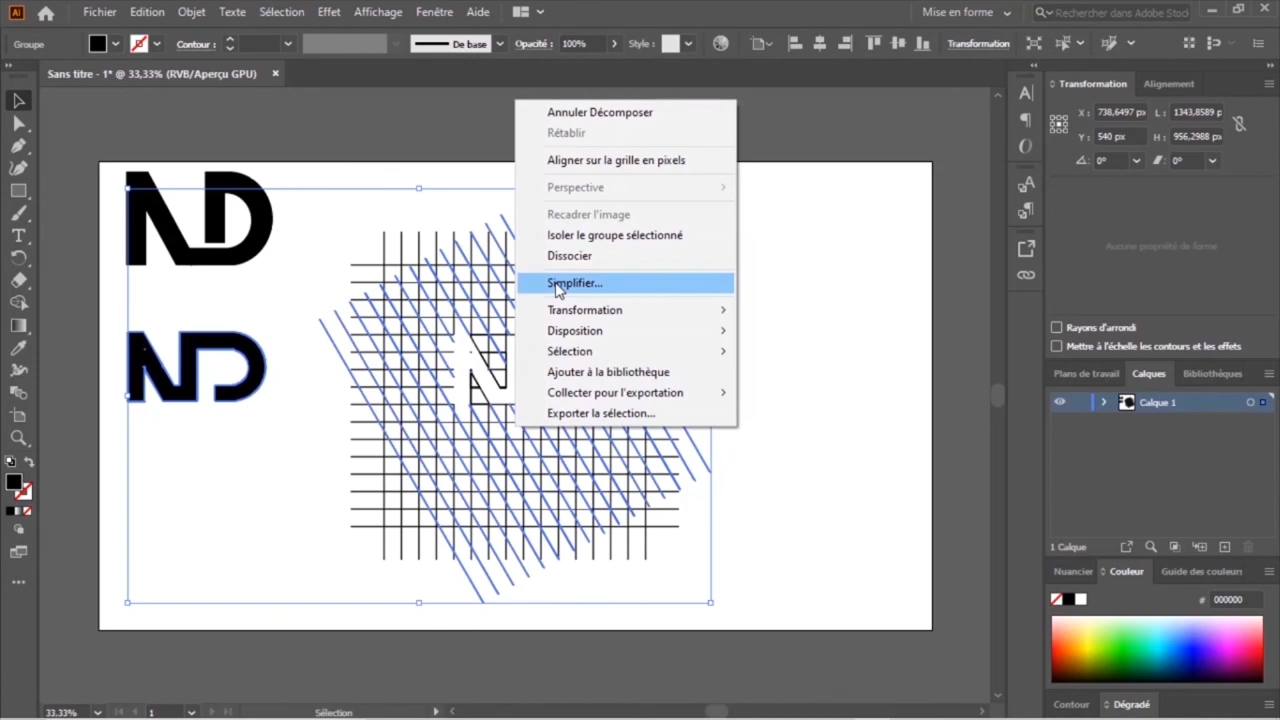 Ai
Fichier Edition Objet Texte Sélection Effet Affichage Fenêtre Aide Mise en forme Rechercher dans Adobe Stock
Groupe Contour : De base Opacité : 100% Style : Transformation
Sans titre - 1* @ 33,33% (RVB/Aperçu GPU)
Transformation Alignement
X : 738,6497 px L : 1343,8589 p
Y : 540 px H : 956,2988 px
0° 0°
Aucune propriété de forme
Rayons d'arrondi
Mettre à l'échelle les contours et les effets
Plans de travail Calques Bibliothèques
Calque 1
1 Calque
Nuancier Couleur Guide des couleurs
# 000000
Contour Dégradé
Annuler Décomposer
Rétablir
Aligner sur la grille en pixels
Perspective
Recadrer l'image
Isoler le groupe sélectionné
Dissocier
Simplifier...
Transformation
Disposition
Sélection
Ajouter à la bibliothèque
Collecter pour l'exportation
Exporter la sélection...
ND
ND
N
33,33% 1 Sélection